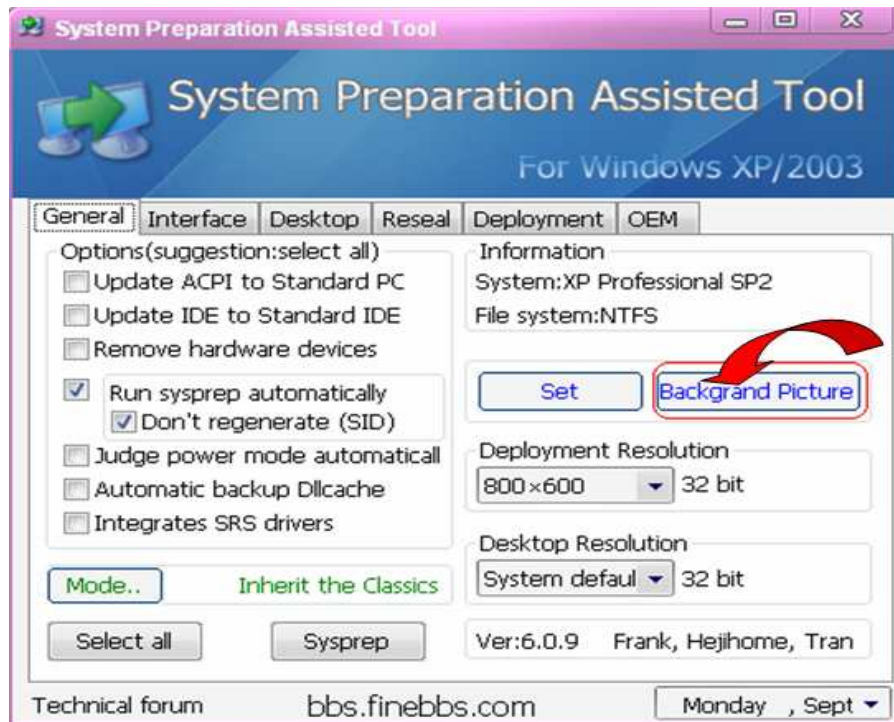 System Preparation Assisted Tool
System Preparation Assisted Tool
For Windows XP/2003
General Interface Desktop Reseal Deployment OEM
Options(suggestion:select all)
Update ACPI to Standard PC
Update IDE to Standard IDE
Remove hardware devices
Run sysprep automatically
Don't regenerate (SID)
Judge power mode automaticall
Automatic backup Dllcache
Integrates SRS drivers
Mode.. Inherit the Classics
Select all Sysprep
Information
System:XP Professional SP2
File system:NTFS
Set Backgrand Picture
Deployment Resolution
800×600 32 bit
Desktop Resolution
System defaul 32 bit
Ver:6.0.9 Frank, Hejihome, Tran
Technical forum bbs.finebbs.com Monday , Sept